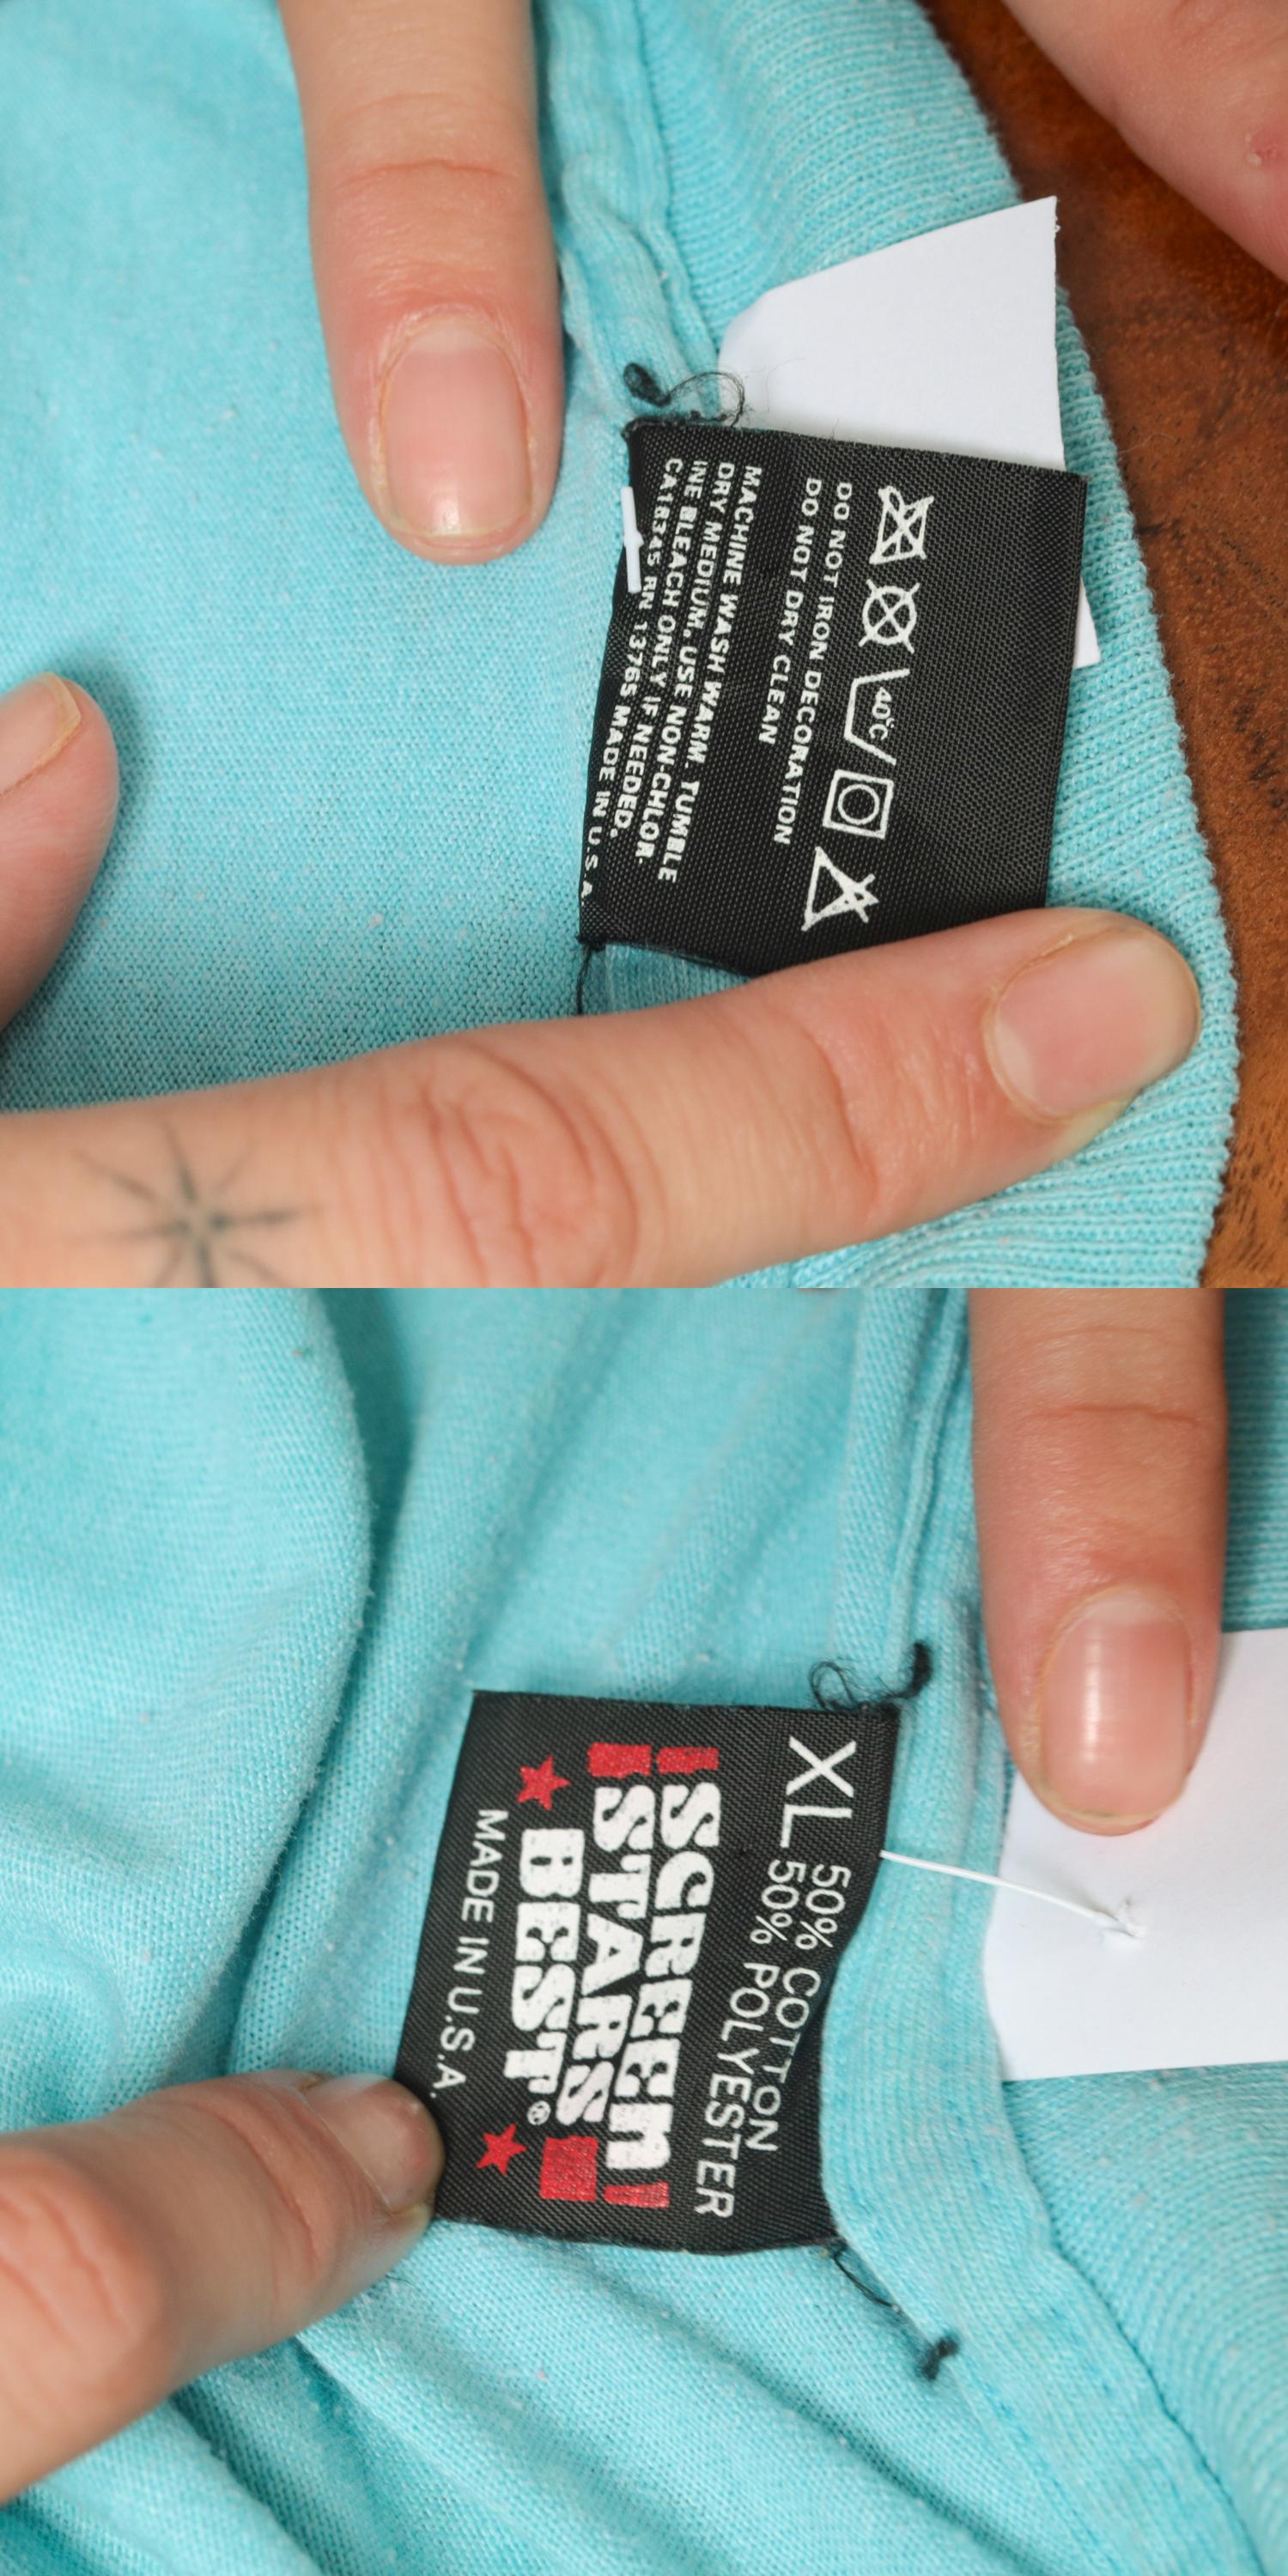 40°C
DO NOT IRON DECORATION
DO NOT DRY CLEAN
MACHINE WASH WARM. TUMBLE
DRY MEDIUM. USE NON-CHLOR-
INE BLEACH ONLY IF NEEDED.
CA18345 RN 13765 MADE IN U.S.A.
XL 50% COTTON
50% POLYESTER
SCREEN
STARS
BEST®
MADE IN U.S.A.